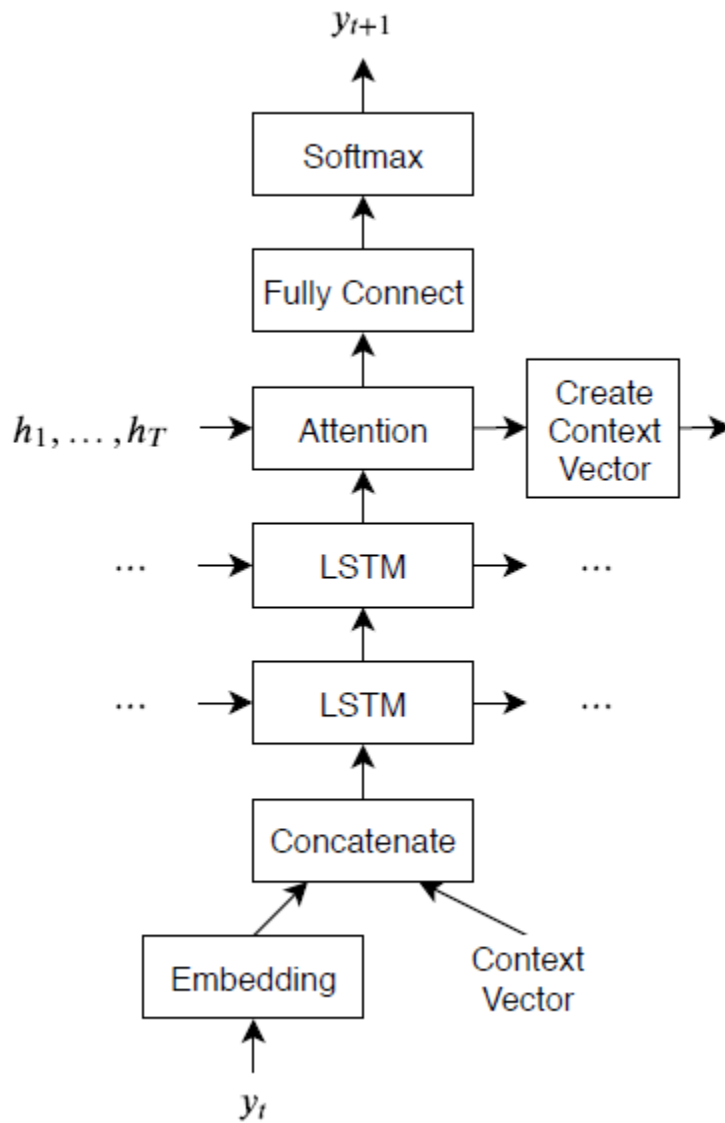 y_{t+1}
Softmax
Fully Connect
h_1, …, h_T
Attention
Create
Context
Vector
...
LSTM
...
...
LSTM
...
Concatenate
Embedding
Context
Vector
y_t